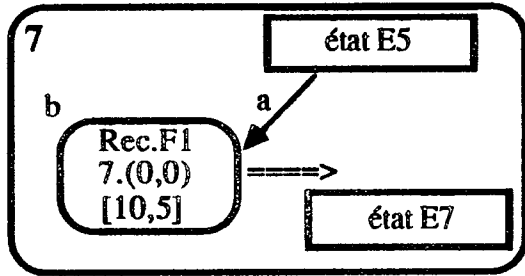 7
état E5
b
a
Rec.F1
7.(0,0)
[10,5]
====>
état E7